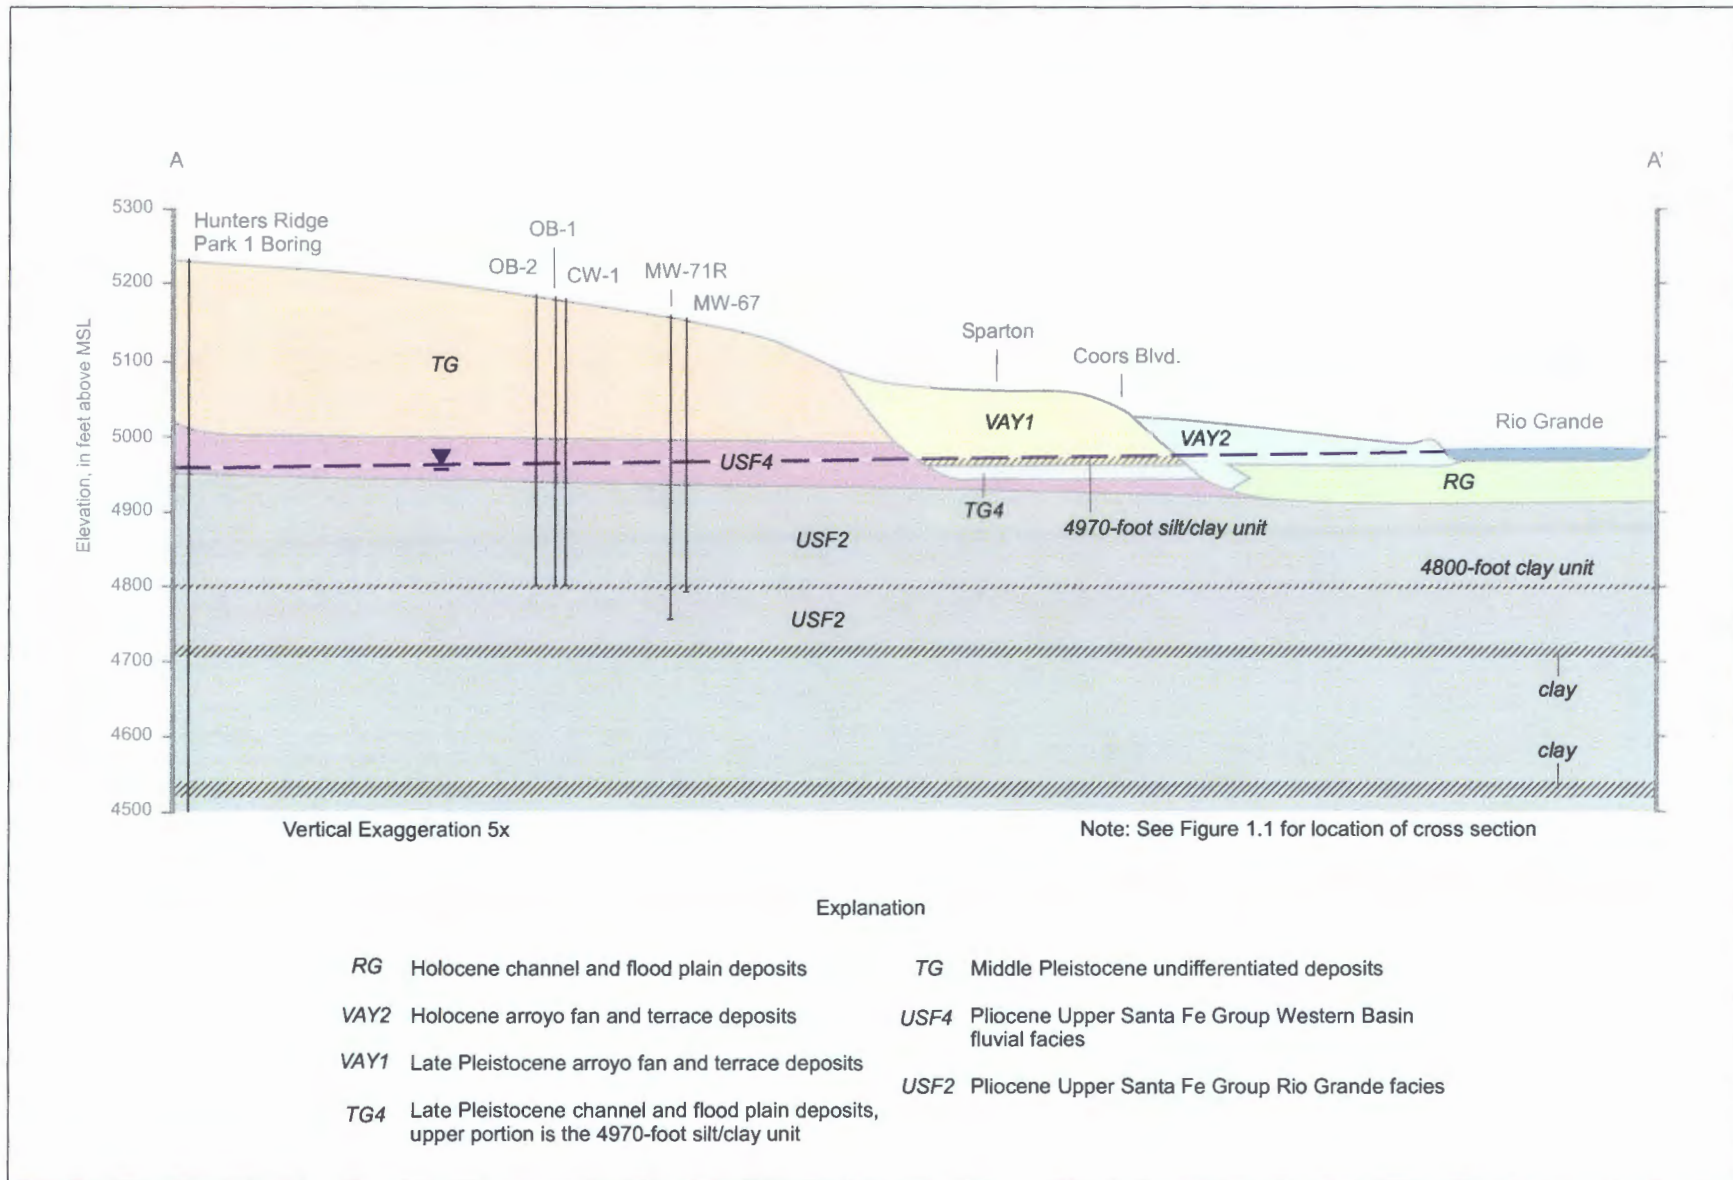 A
A'
5300
5200
5100
5000
4900
4800
4700
4600
4500
Elevation, in feet above MSL
Hunters Ridge
Park 1 Boring
OB-1
OB-2
CW-1
MW-71R
MW-67
Sparton
Coors Blvd.
Rio Grande
TG
VAY1
VAY2
USF4
RG
TG4
4970-foot silt/clay unit
USF2
4800-foot clay unit
USF2
clay
clay
Vertical Exaggeration 5x
Note: See Figure 1.1 for location of cross section
Explanation
RG Holocene channel and flood plain deposits
VAY2 Holocene arroyo fan and terrace deposits
VAY1 Late Pleistocene arroyo fan and terrace deposits
TG4 Late Pleistocene channel and flood plain deposits,
upper portion is the 4970-foot silt/clay unit
TG Middle Pleistocene undifferentiated deposits
USF4 Pliocene Upper Santa Fe Group Western Basin
fluvial facies
USF2 Pliocene Upper Santa Fe Group Rio Grande facies